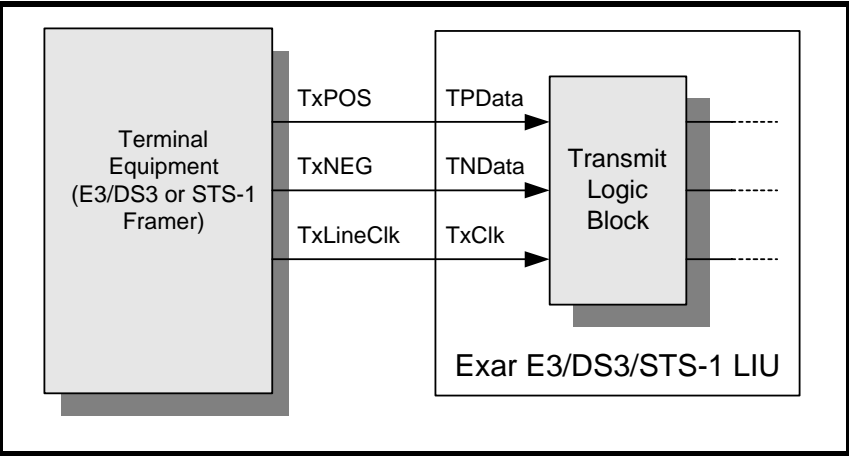 Terminal
Equipment
(E3/DS3 or STS-1
Framer)
TxPOS
TPData
TxNEG
TNData
TxLineClk
TxClk
Transmit
Logic
Block
Exar E3/DS3/STS-1 LIU